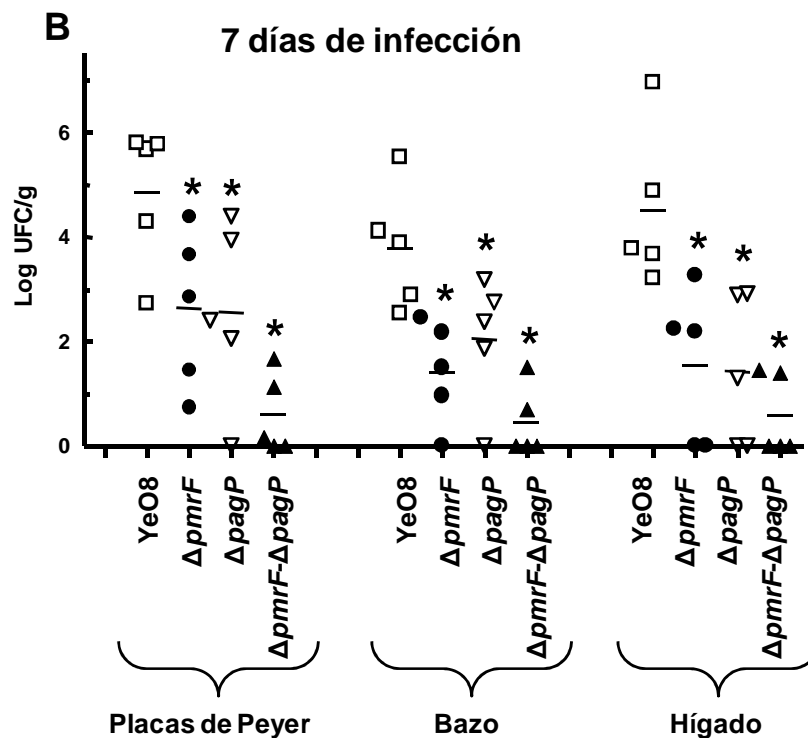 B
7 días de infección
Log UFC/g
6
4
2
0
* * *
* * *
* * *
YeO8
ΔpmrF
ΔpagP
ΔpmrF-ΔpagP
YeO8
ΔpmrF
ΔpagP
ΔpmrF-ΔpagP
YeO8
ΔpmrF
ΔpagP
ΔpmrF-ΔpagP
Placas de Peyer
Bazo
Hígado